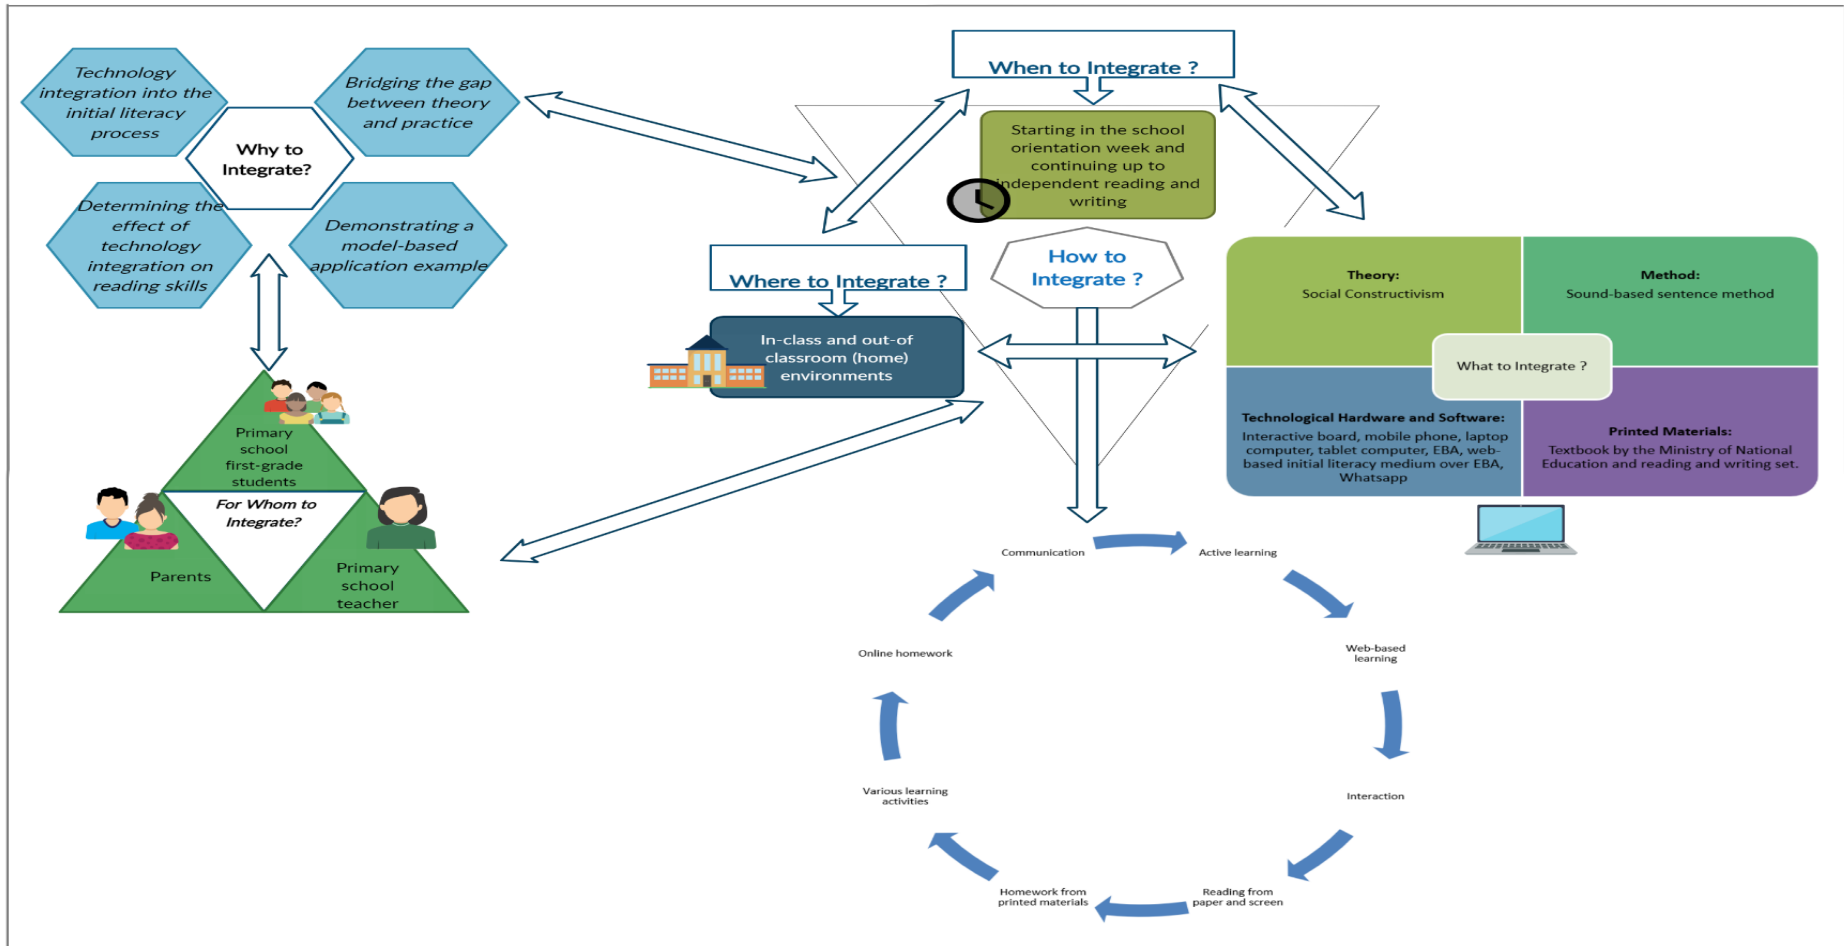 Technology
integration into the
initial literacy
process
Bridging the gap
between theory
and practice
Why to
Integrate?
Determining the
effect of
technology
integration on
reading skills
Demonstrating a
model-based
application example
Primary
school
first-grade
students
For Whom to
Integrate?
Parents
Primary
school
teacher
When to Integrate ?
Starting in the school
orientation week and
continuing up to
independent reading and
writing
Where to Integrate ?
In-class and out-of
classroom (home)
environments
How to
Integrate ?
Theory:
Social Constructivism
Method:
Sound-based sentence method
What to Integrate ?
Technological Hardware and Software:
Interactive board, mobile phone, laptop
computer, tablet computer, EBA, web-
based initial literacy medium over EBA,
Whatsapp
Printed Materials:
Textbook by the Ministry of National
Education and reading and writing set.
Communication
Active learning
Web-based
learning
Interaction
Reading from
paper and screen
Homework from
printed materials
Various learning
activities
Online homework